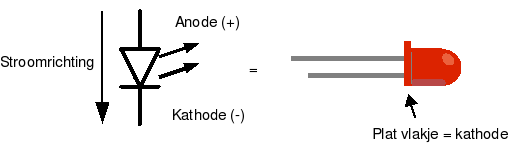 Anode (+)
Stroomrichting
=
Kathode (-)
Plat vlakje = kathode